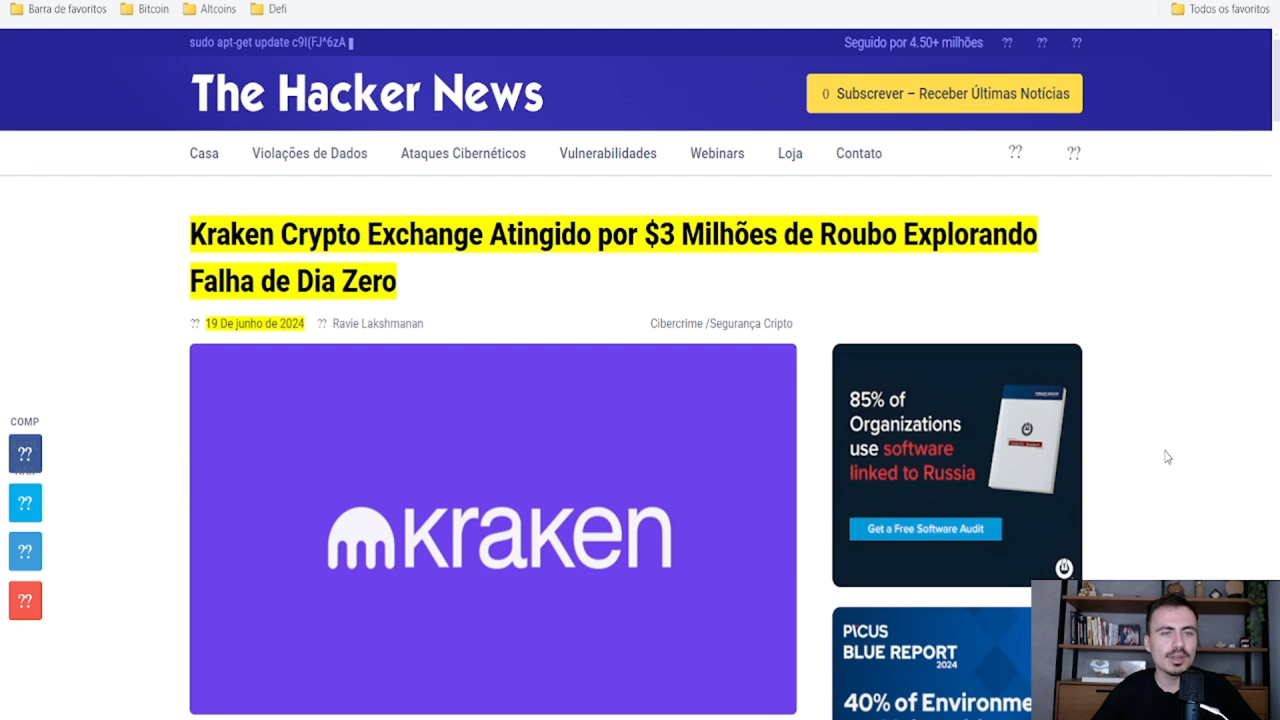 Barra de favoritos Bitcoin Altcoins Defi Todos os favoritos
sudo apt-get update c9I(FJ^6zA
Seguido por 4.50+ milhões ?? ?? ??
The Hacker News
() Subscrever – Receber Últimas Notícias
Casa Violações de Dados Ataques Cibernéticos Vulnerabilidades Webinars Loja Contato ?? ??
Kraken Crypto Exchange Atingido por $3 Milhões de Roubo Explorando
Falha de Dia Zero
?? 19 De junho de 2024 ?? Ravie Lakshmanan Cibercrime /Segurança Cripto
COMP
??
??
??
??
kraken
85% of
Organizations
use software
linked to Russia
Get a Free Software Audit
PICUS
BLUE REPORT
2024
40% of Environme